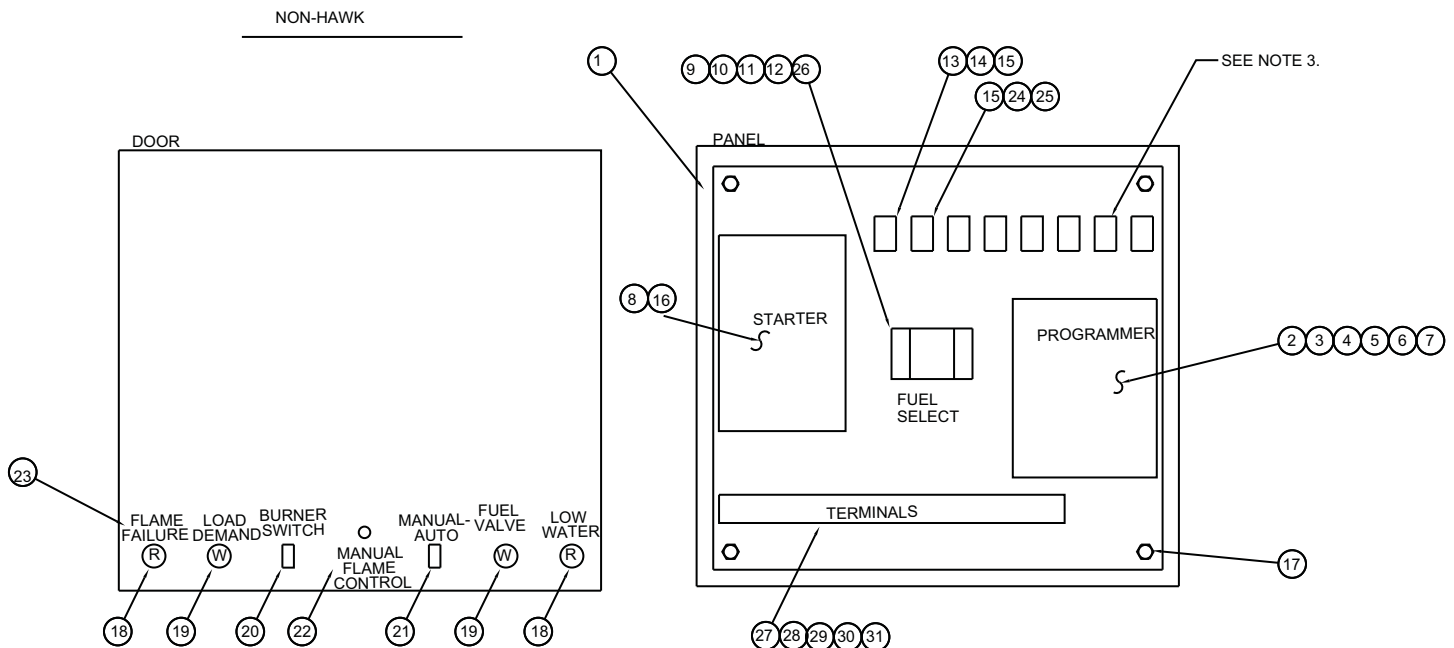 NON-HAWK
1
9 10 11 12 26
13 14 15
SEE NOTE 3.
15 24 25
DOOR
PANEL
8 16
STARTER
PROGRAMMER
2 3 4 5 6 7
FUEL
SELECT
23
FLAME
FAILURE
LOAD
DEMAND
BURNER
SWITCH
MANUAL
FLAME
CONTROL
MANUAL-
AUTO
FUEL
VALVE
LOW
WATER
R
W
W
R
TERMINALS
17
18
19
20
22
21
19
18
27 28 29 30 31